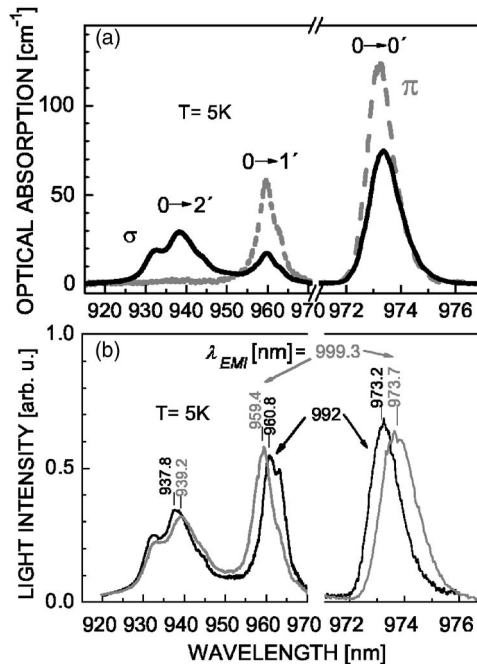 (a)
0→0´
π
T= 5K
0→1´
0→2´
σ
OPTICAL ABSORPTION [cm⁻¹]
100
50
0
920 930 940 950 960 970 972 974 976
(b)
λEMI [nm]= 999.3
T= 5K
937.8
939.2
959.4
960.8
992
973.2
973.7
LIGHT INTENSITY [arb. u.]
1.0
0.5
0.0
920 930 940 950 960 970 972 974 976
WAVELENGTH [nm]